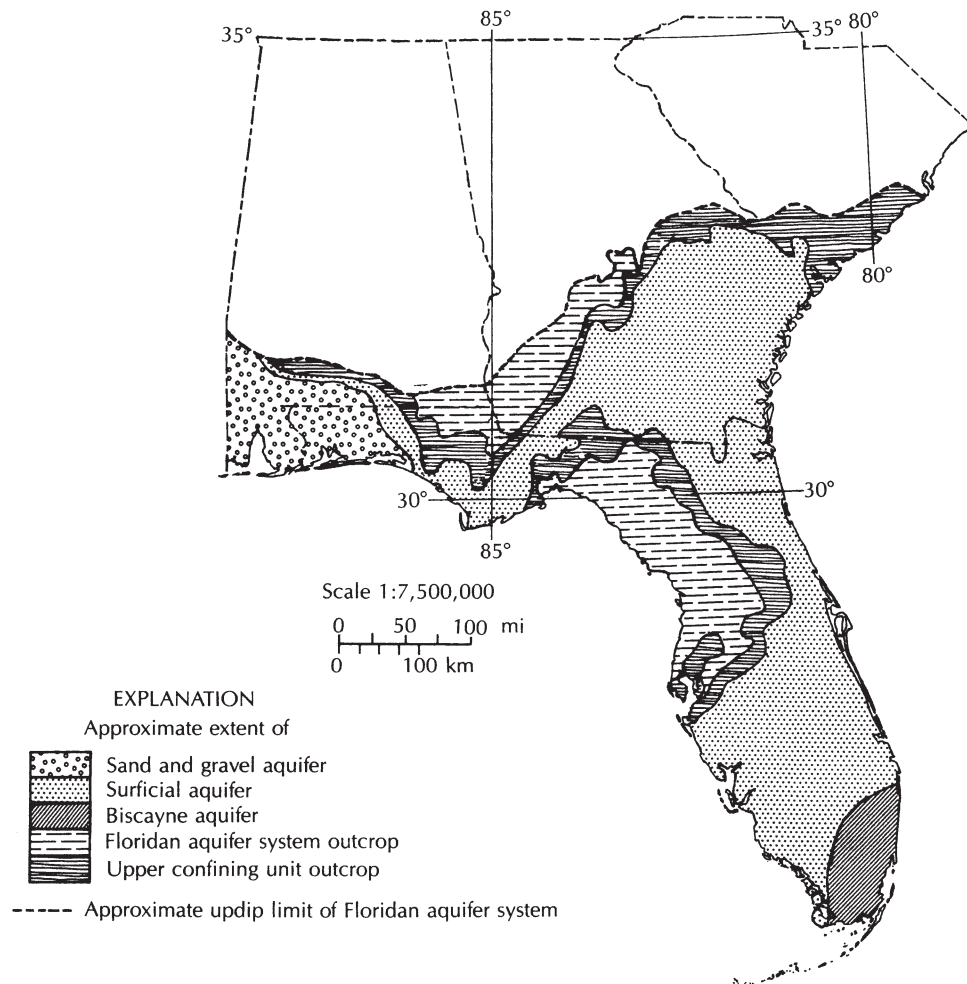 85°
35°
35° 80°
80°
30°
30°
85°
Scale 1:7,500,000
0 50 100 mi
0 100 km
EXPLANATION
Approximate extent of
Sand and gravel aquifer
Surficial aquifer
Biscayne aquifer
Floridan aquifer system outcrop
Upper confining unit outcrop
Approximate updip limit of Floridan aquifer system